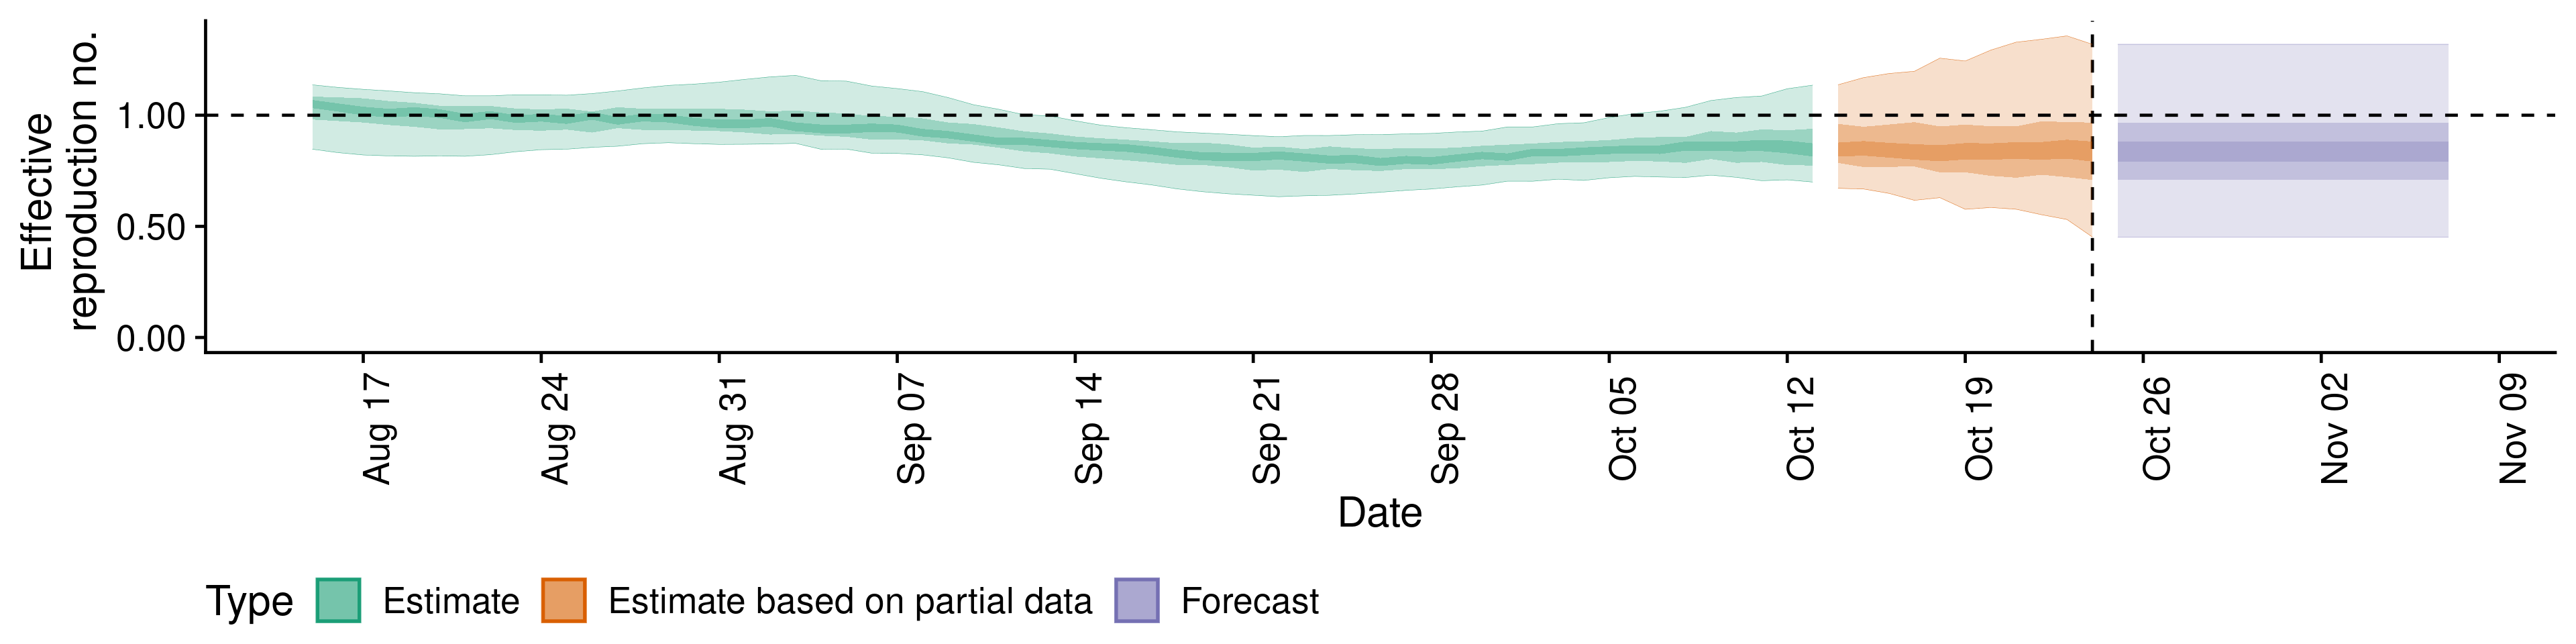 Effective
reproduction no.
1.00
0.50
0.00
Aug 17
Aug 24
Aug 31
Sep 07
Sep 14
Sep 21
Sep 28
Oct 05
Oct 12
Oct 19
Oct 26
Nov 02
Nov 09
Date
Type Estimate Estimate based on partial data Forecast